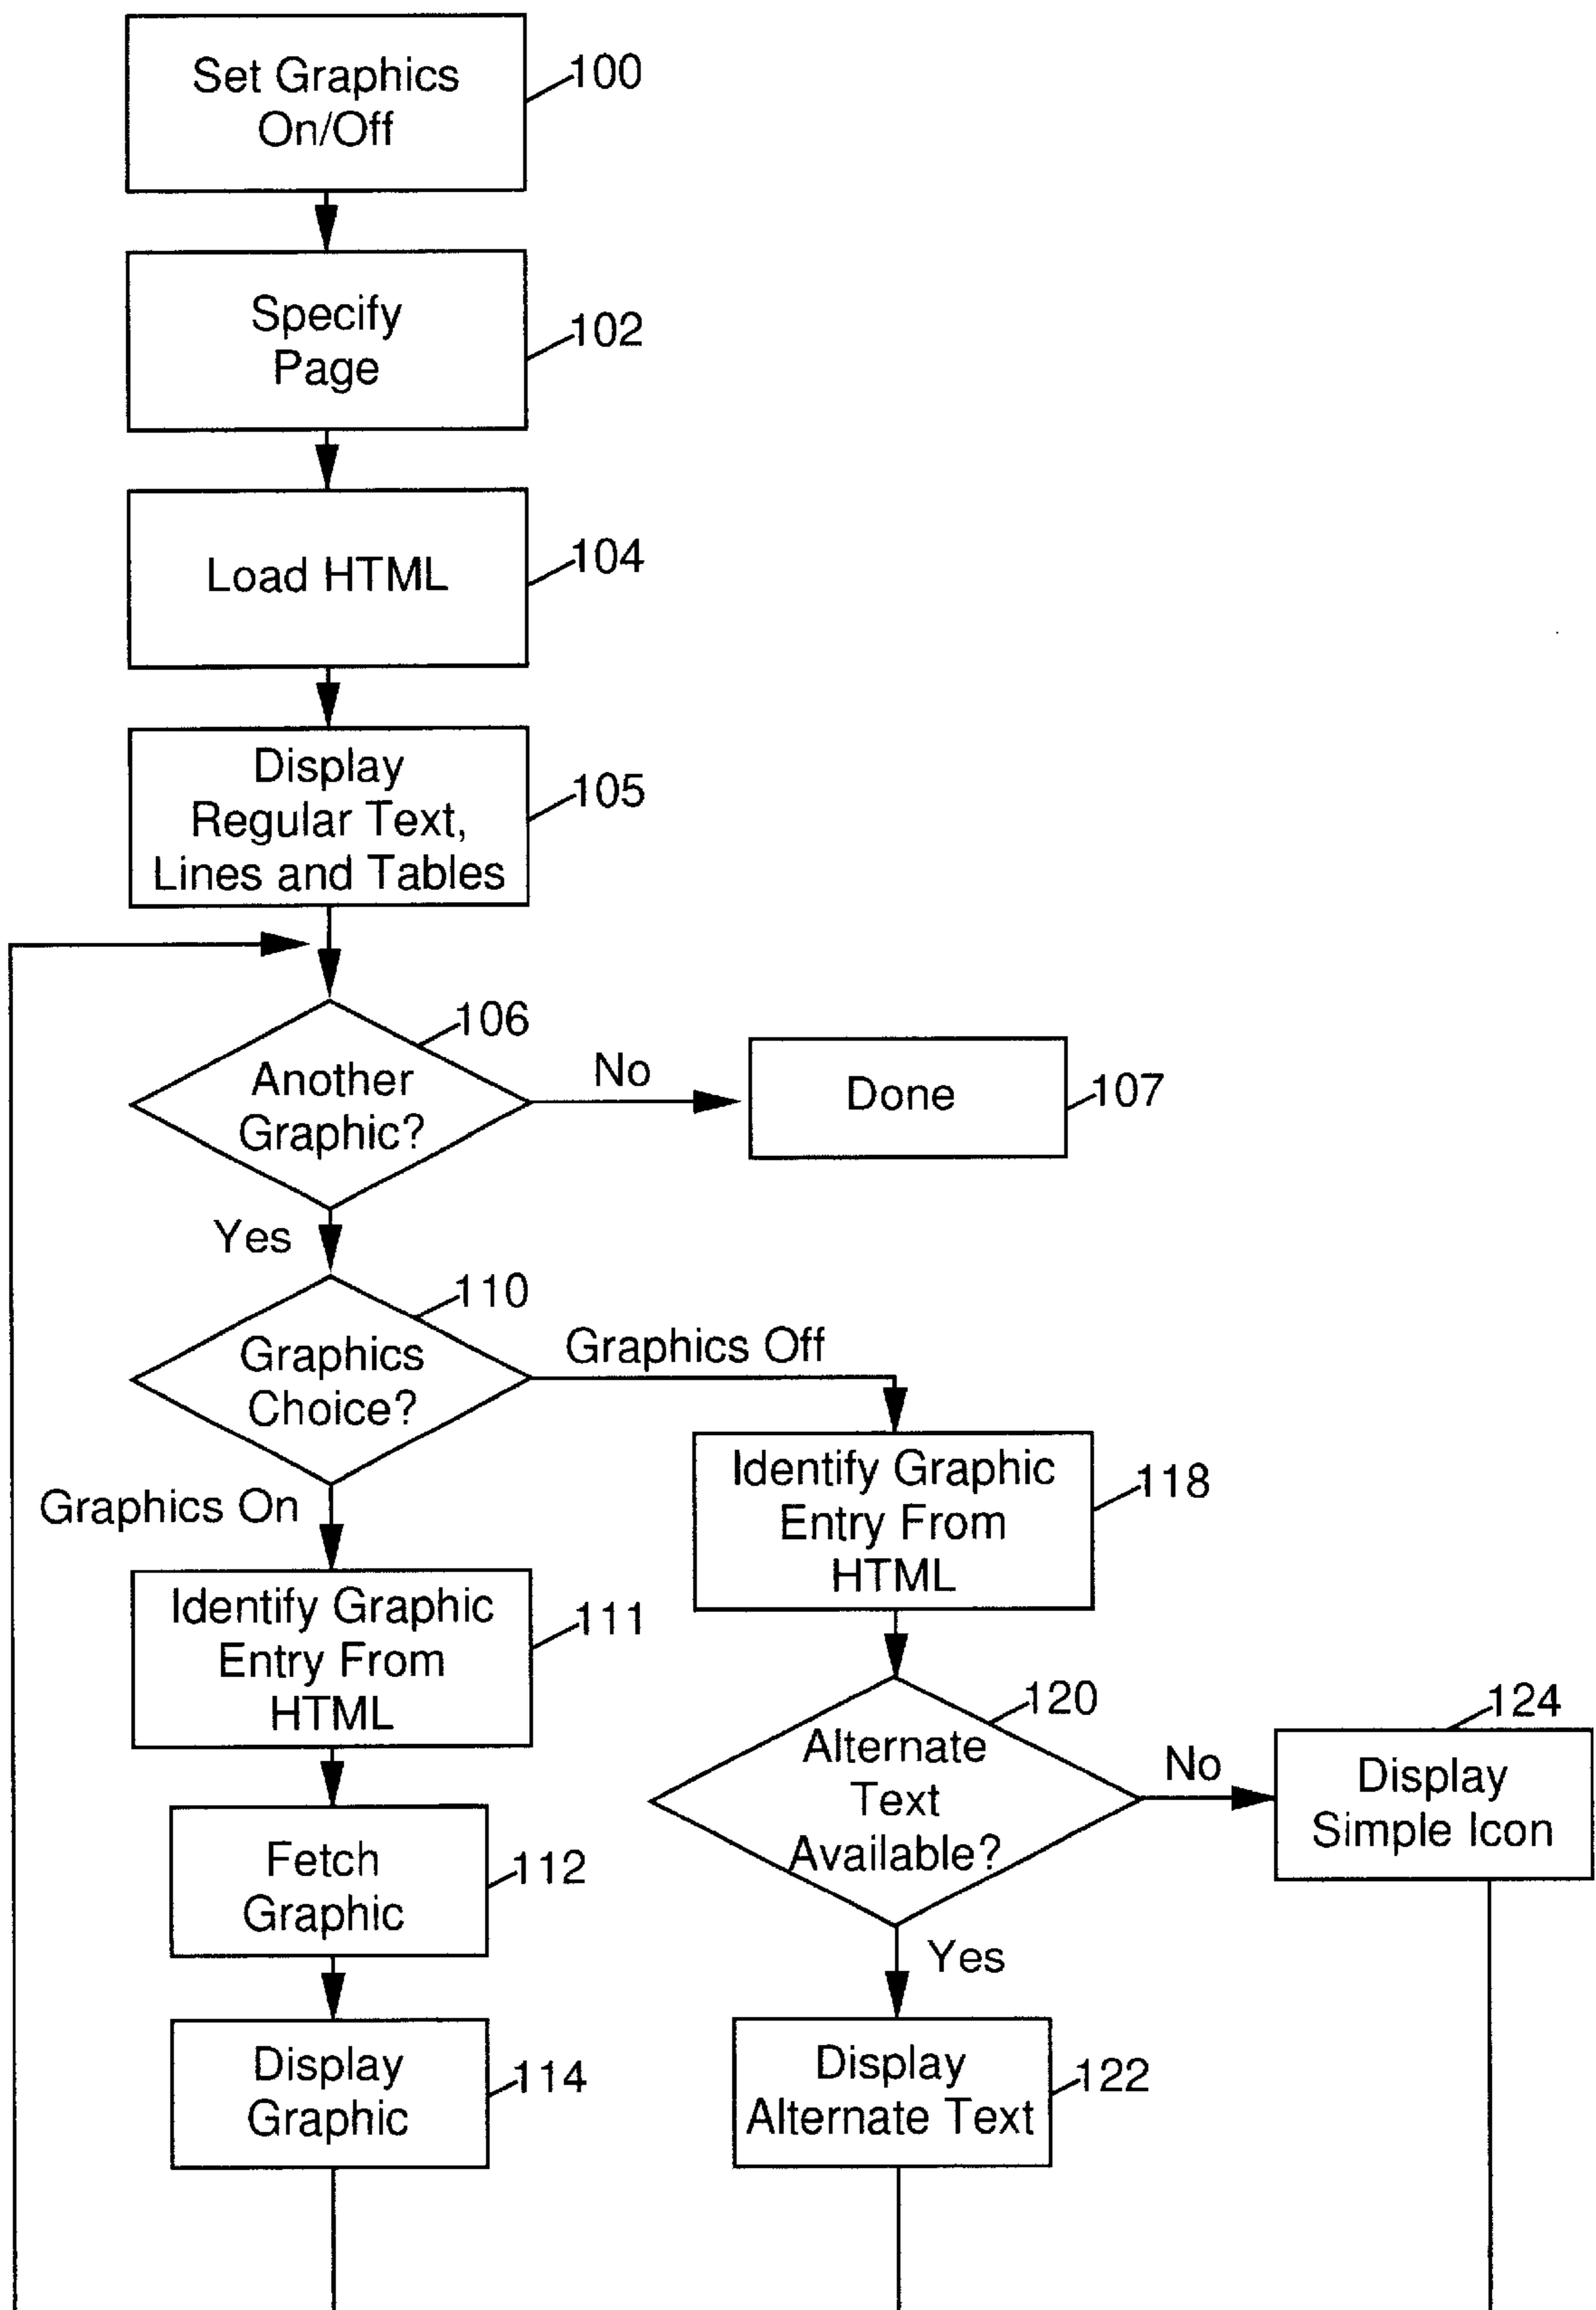 Set Graphics
On/Off
100
Specify
Page
102
Load HTML
104
Display
Regular Text,
Lines and Tables
105
106
Another
Graphic?
No
Done
107
Yes
110
Graphics
Choice?
Graphics Off
Graphics On
Identify Graphic
Entry From
HTML
118
Identify Graphic
Entry From
HTML
111
120
Alternate
Text
Available?
No
124
Display
Simple Icon
Fetch
Graphic
112
Yes
Display
Graphic
114
Display
Alternate Text
122